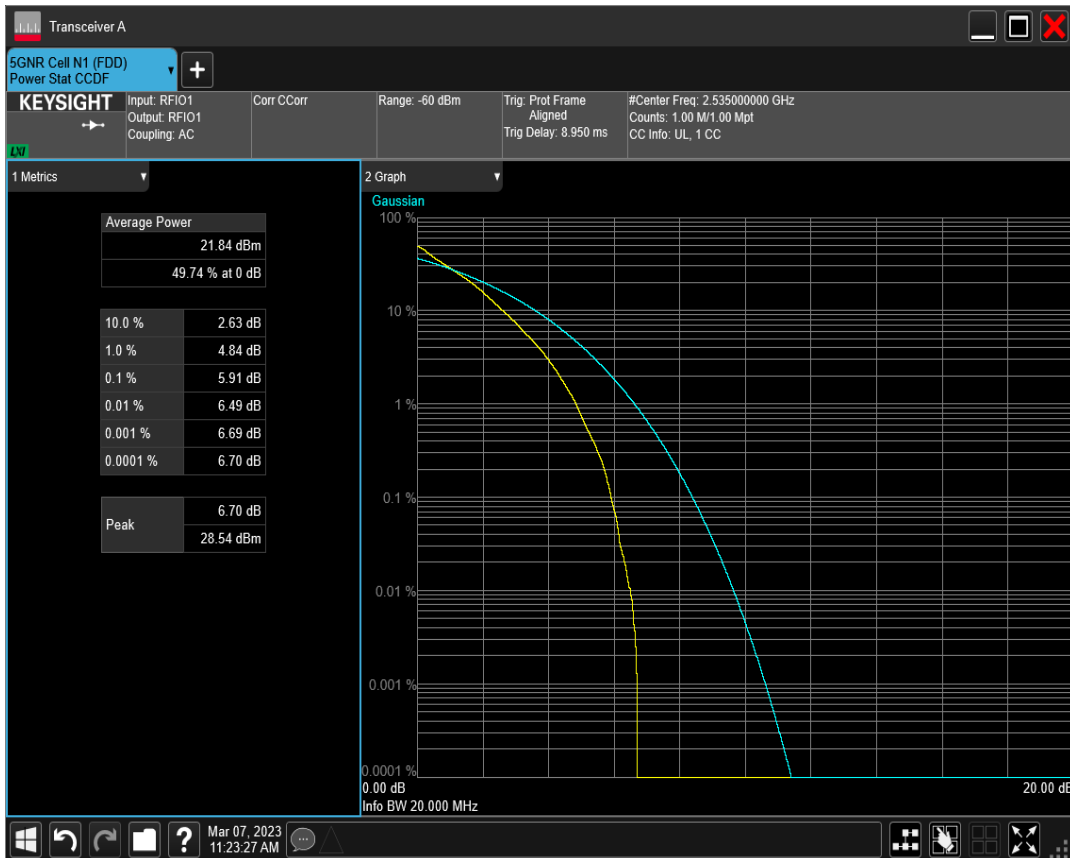 Transceiver A
5GNR Cell N1 (FDD)
Power Stat CCDF
KEYSIGHT
LXI
Input: RFIO1
Output: RFIO1
Coupling: AC
Corr CCorr
Range: -60 dBm
Trig: Prot Frame
Aligned
Trig Delay: 8.950 ms
#Center Freq: 2.535000000 GHz
Counts: 1.00 M/1.00 Mpt
CC Info: UL, 1 CC
1 Metrics
Average Power
21.84 dBm
49.74 % at 0 dB
10.0 % 2.63 dB
1.0 % 4.84 dB
0.1 % 5.91 dB
0.01 % 6.49 dB
0.001 % 6.69 dB
0.0001 % 6.70 dB
Peak 6.70 dB
28.54 dBm
2 Graph
Gaussian
100 %
10 %
1 %
0.1 %
0.01 %
0.001 %
0.0001 %
0.00 dB 20.00 dB
Info BW 20.000 MHz
?
Mar 07, 2023
11:23:27 AM